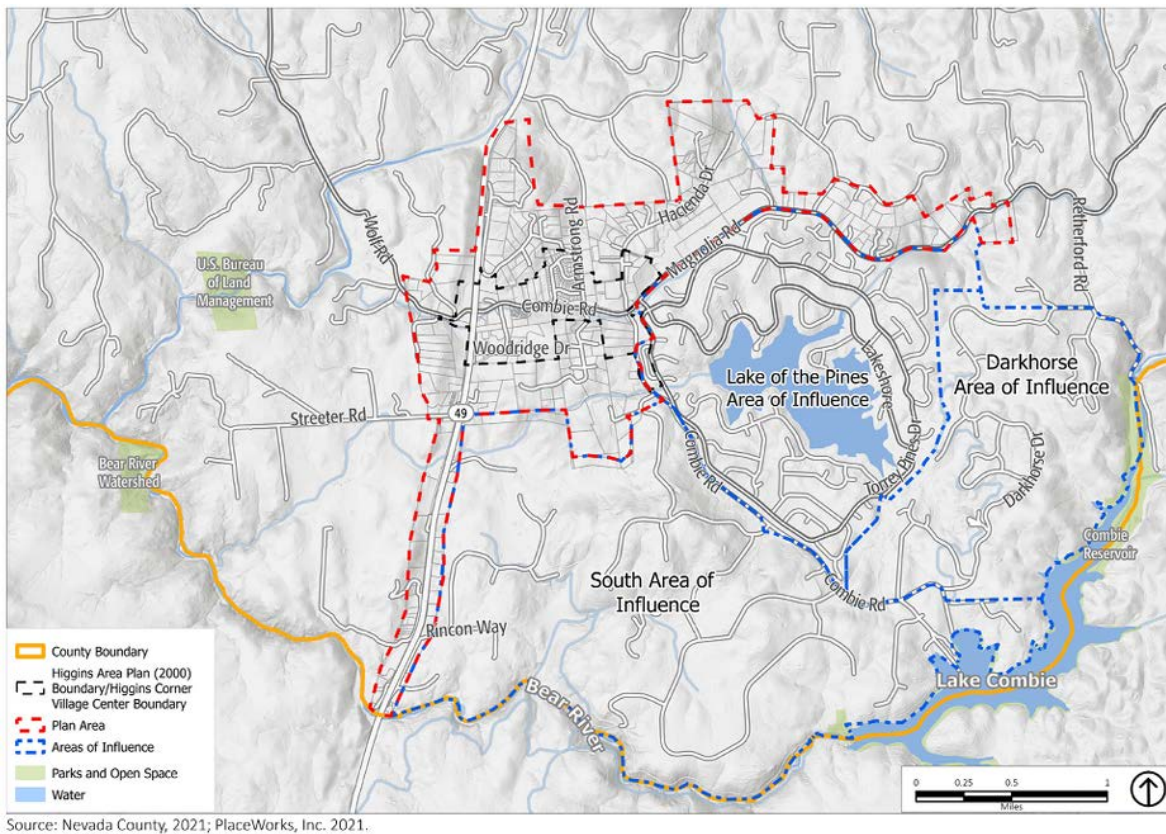 Retherford Rd
Hacienda Dr
Armstrong Rd
Magnolia Rd
Wolf Rd
U.S. Bureau
of Land
Management
Combie Rd
Woodridge Dr
Lakeshore
Darkhorse
Area of Influence
Lake of the Pines
Area of Influence
Streeter Rd
49
Bear River
Watershed
Combie Rd
Torrey Pines Dr
Darkhorse Dr
Combie
Reservoir
South Area of
Influence
Combie Rd
Rincon Way
Lake Combie
Bear River
County Boundary
Higgins Area Plan (2000)
Boundary/Higgins Corner
Village Center Boundary
Plan Area
Areas of Influence
Parks and Open Space
Water
0 0.25 0.5 1
Miles
Source: Nevada County, 2021; PlaceWorks, Inc. 2021.